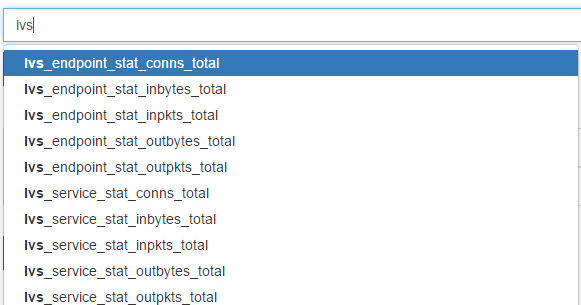 lvs
lvs_endpoint_stat_conns_total
lvs_endpoint_stat_inbytes_total
lvs_endpoint_stat_inpkts_total
lvs_endpoint_stat_outbytes_total
lvs_endpoint_stat_outpkts_total
lvs_service_stat_conns_total
lvs_service_stat_inbytes_total
lvs_service_stat_inpkts_total
lvs_service_stat_outbytes_total
lvs_service_stat_outpkts_total